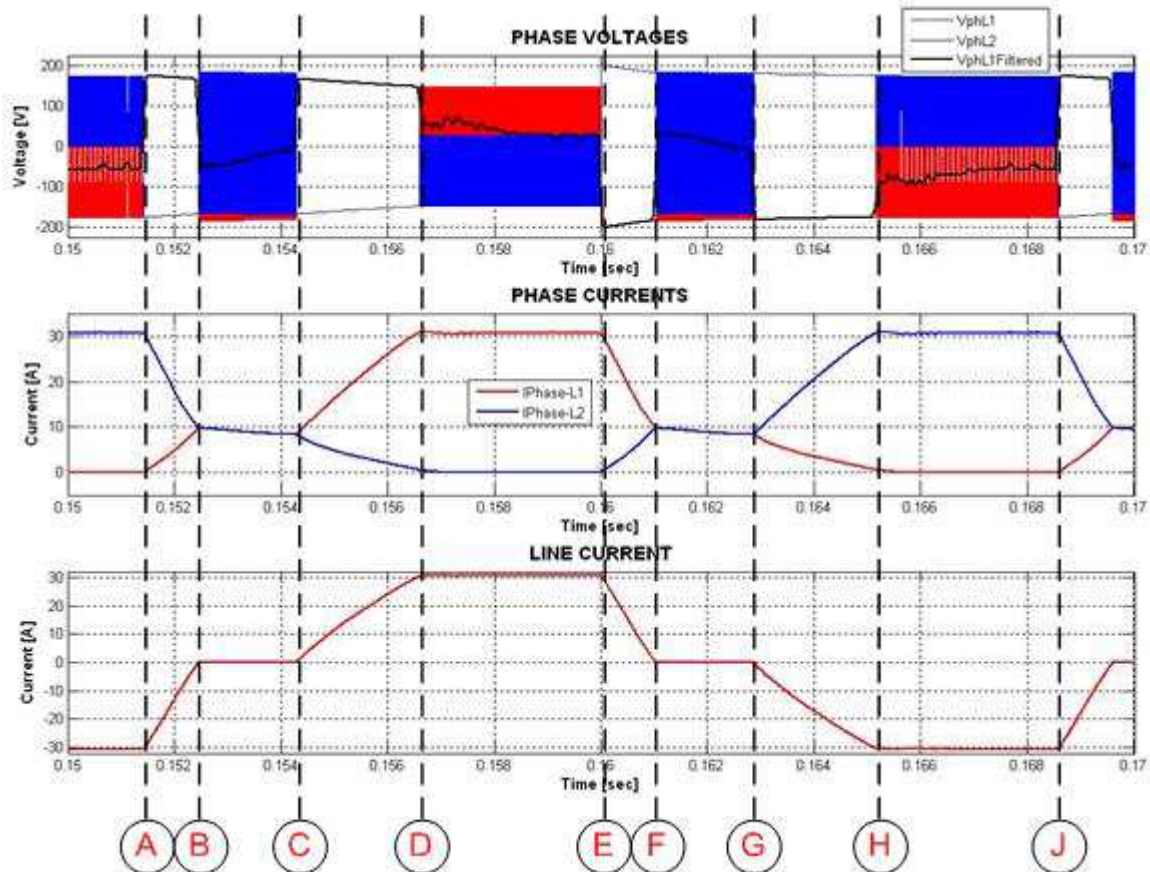 PHASE VOLTAGES
VphL1
VphL2
VphL1Filtered
Voltage [V]
200
100
0
-100
-200
0.15 0.152 0.154 0.156 0.158 0.16 0.162 0.164 0.166 0.168 0.17
Time [sec]
PHASE CURRENTS
Current [A]
30
20
10
0
IPhase-L1
IPhase-L2
0.15 0.152 0.154 0.156 0.158 0.16 0.162 0.164 0.166 0.168 0.17
Time [sec]
LINE CURRENT
Current [A]
30
20
10
0
-10
-20
-30
0.15 0.152 0.154 0.156 0.158 0.16 0.162 0.164 0.166 0.168 0.17
Time [sec]
A B C D E F G H J